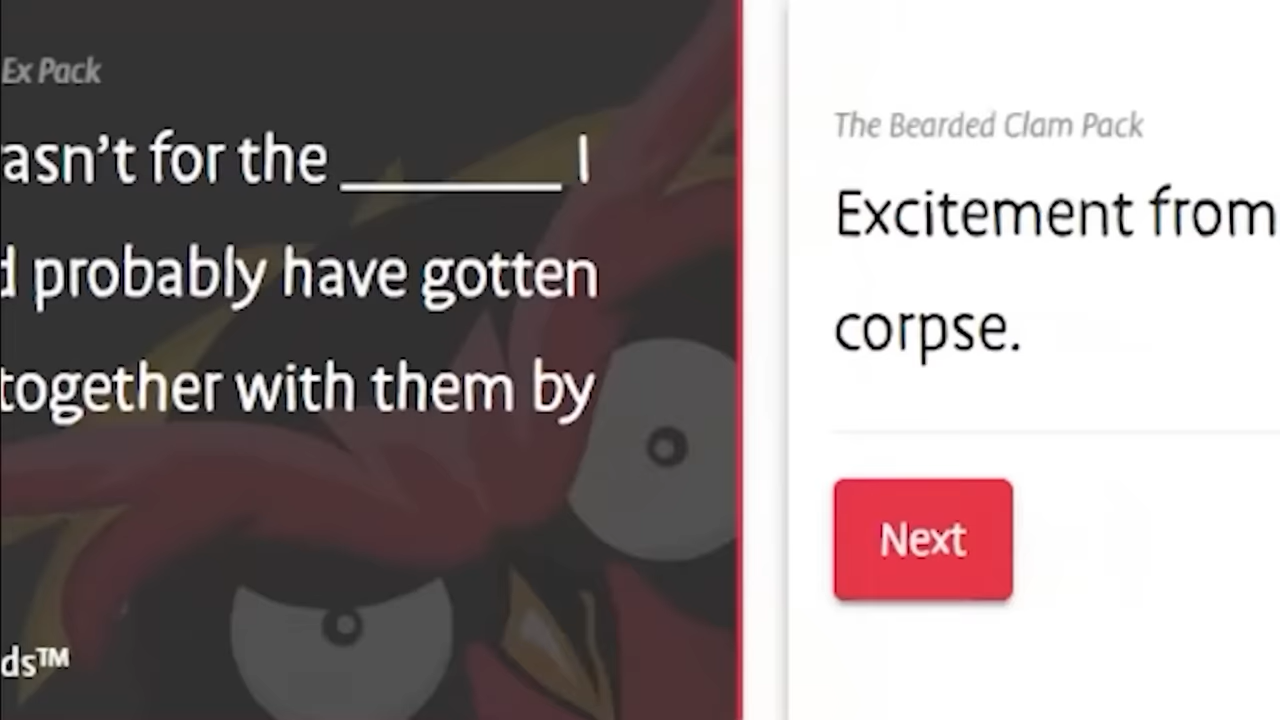 Ex Pack
asn't for the ________ I
d probably have gotten
together with them by
ds™
The Bearded Clam Pack
Excitement from
corpse.
Next